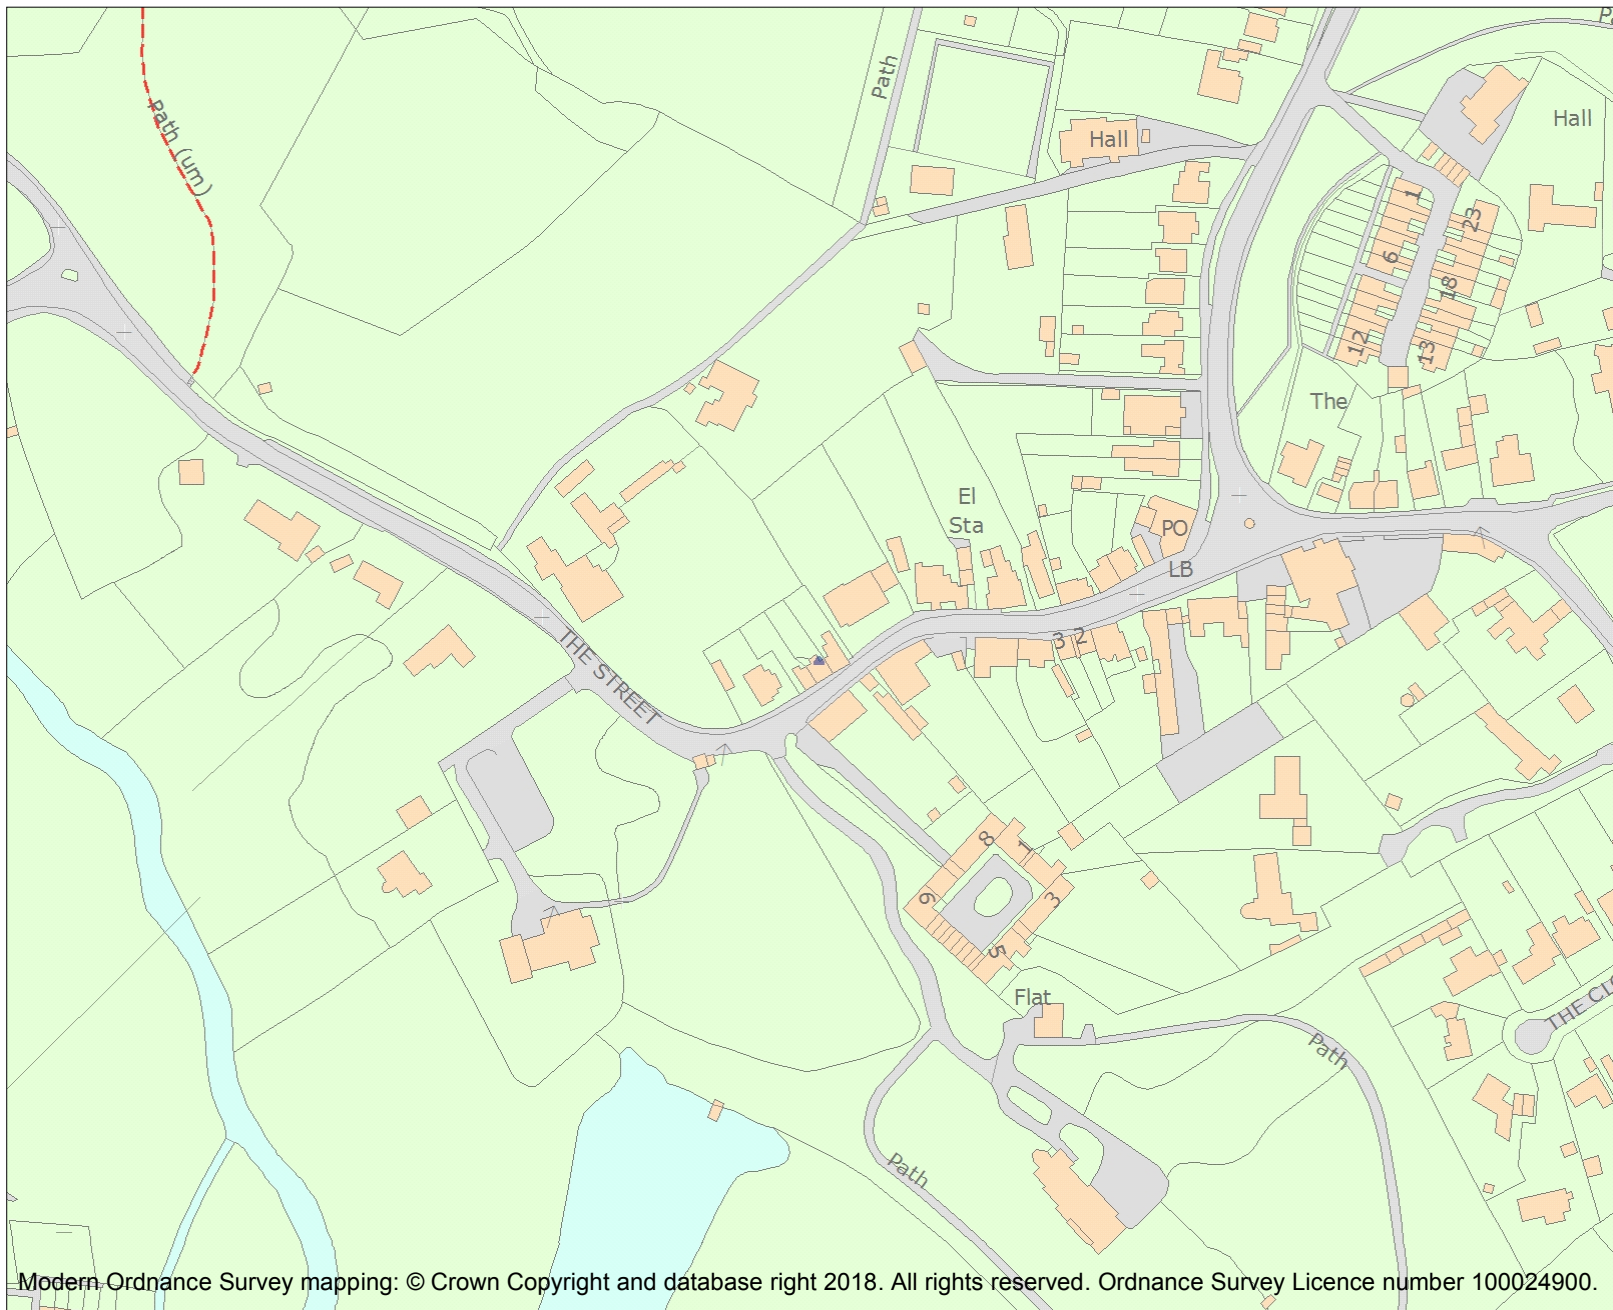 Path
Path (um)
Hall
Hall
1
23
6
18
12
13
The
El
Sta
PO
LB
3 2
THE STREET
8
1
6
3
5
Flat
Path
Path
Modern Ordnance Survey mapping: © Crown Copyright and database right 2018. All rights reserved. Ordnance Survey Licence number 100024900.